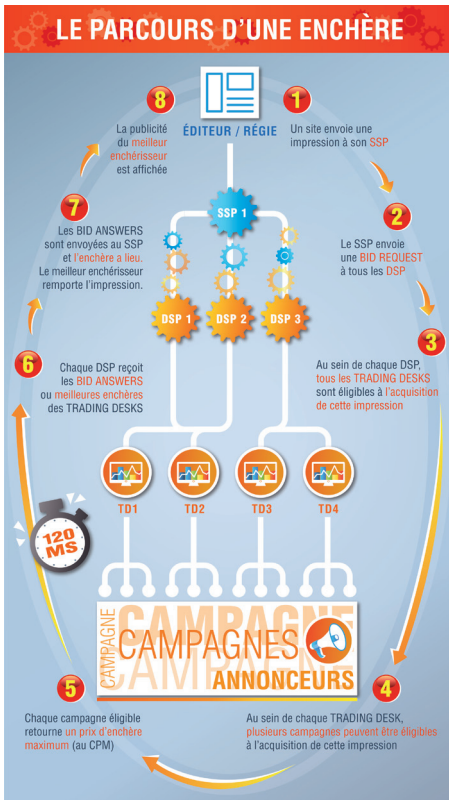 LE PARCOURS D'UNE ENCHÈRE
1
Un site envoie une
impression à son SSP
2
Le SSP envoie
une BID REQUEST
à tous les DSP
3
Au sein de chaque DSP,
tous les TRADING DESKS
sont éligibles à l'acquisition
de cette impression
4
Au sein de chaque TRADING DESK,
plusieurs campagnes peuvent être éligibles
à l'acquisition de cette impression
5
Chaque campagne éligible
retourne un prix d'enchère
maximum (au CPM)
120
MS
6
Chaque DSP reçoit
les BID ANSWERS
ou meilleures enchères
des TRADING DESKS
7
Les BID ANSWERS
sont envoyées au SSP
et l'enchère a lieu.
Le meilleur enchérisseur
remporte l'impression.
8
La publicité
du meilleur
enchérisseur
est affichée
ÉDITEUR / RÉGIE
SSP 1
DSP 1
DSP 2
DSP 3
TD1
TD2
TD3
TD4
CAMPAGNE
CAMPAGNE
CAMPAGNES
CAMPAGNE
ANNONCEURS